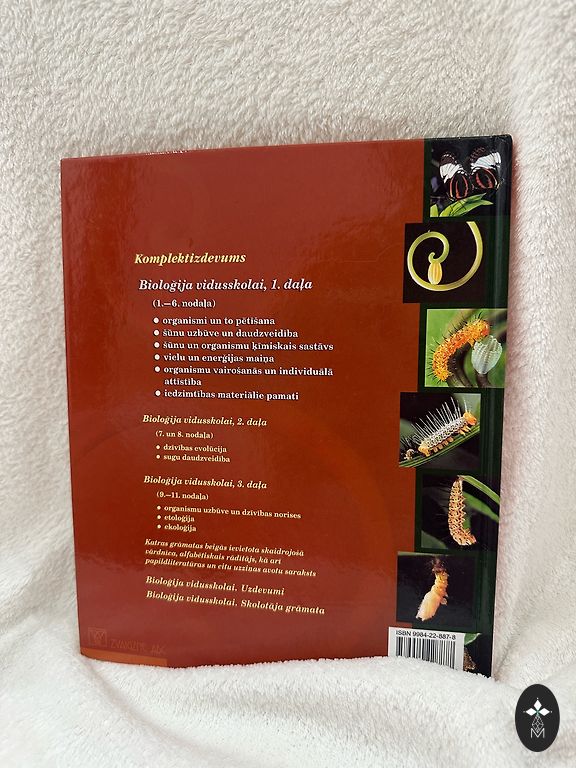 Komplektizdevums
Bioloģija vidusskolai, 1. daļa
(1.—6. nodaļa)
● organismi un to pētīšana
● šūnu uzbūve un daudzveidība
● šūnu un organismu ķīmiskais sastāvs
● vielu un enerģijas maiņa
● organismu vairošanās un individuālā
attīstība
● iedzimtības materiālie pamati
Bioloģija vidusskolai, 2. daļa
(7. un 8. nodaļa)
● dzīvības evolūcija
● sugu daudzveidība
Bioloģija vidusskolai, 3. daļa
(9.—11. nodaļa)
● organismu uzbūve un dzīvības norises
● etoloģija
● ekoloģija
Katras grāmatas beigās ievietota skaidrojošā
vārdnīca, alfabētiskais rādītājs, kā arī
papildliteratūras un citu uzziņas avotu saraksts
Bioloģija vidusskolai. Uzdevumi
Bioloģija vidusskolai. Skolotāja grāmata
ISBN 9984-22-887-8
ZVAIGZNE ABC
M